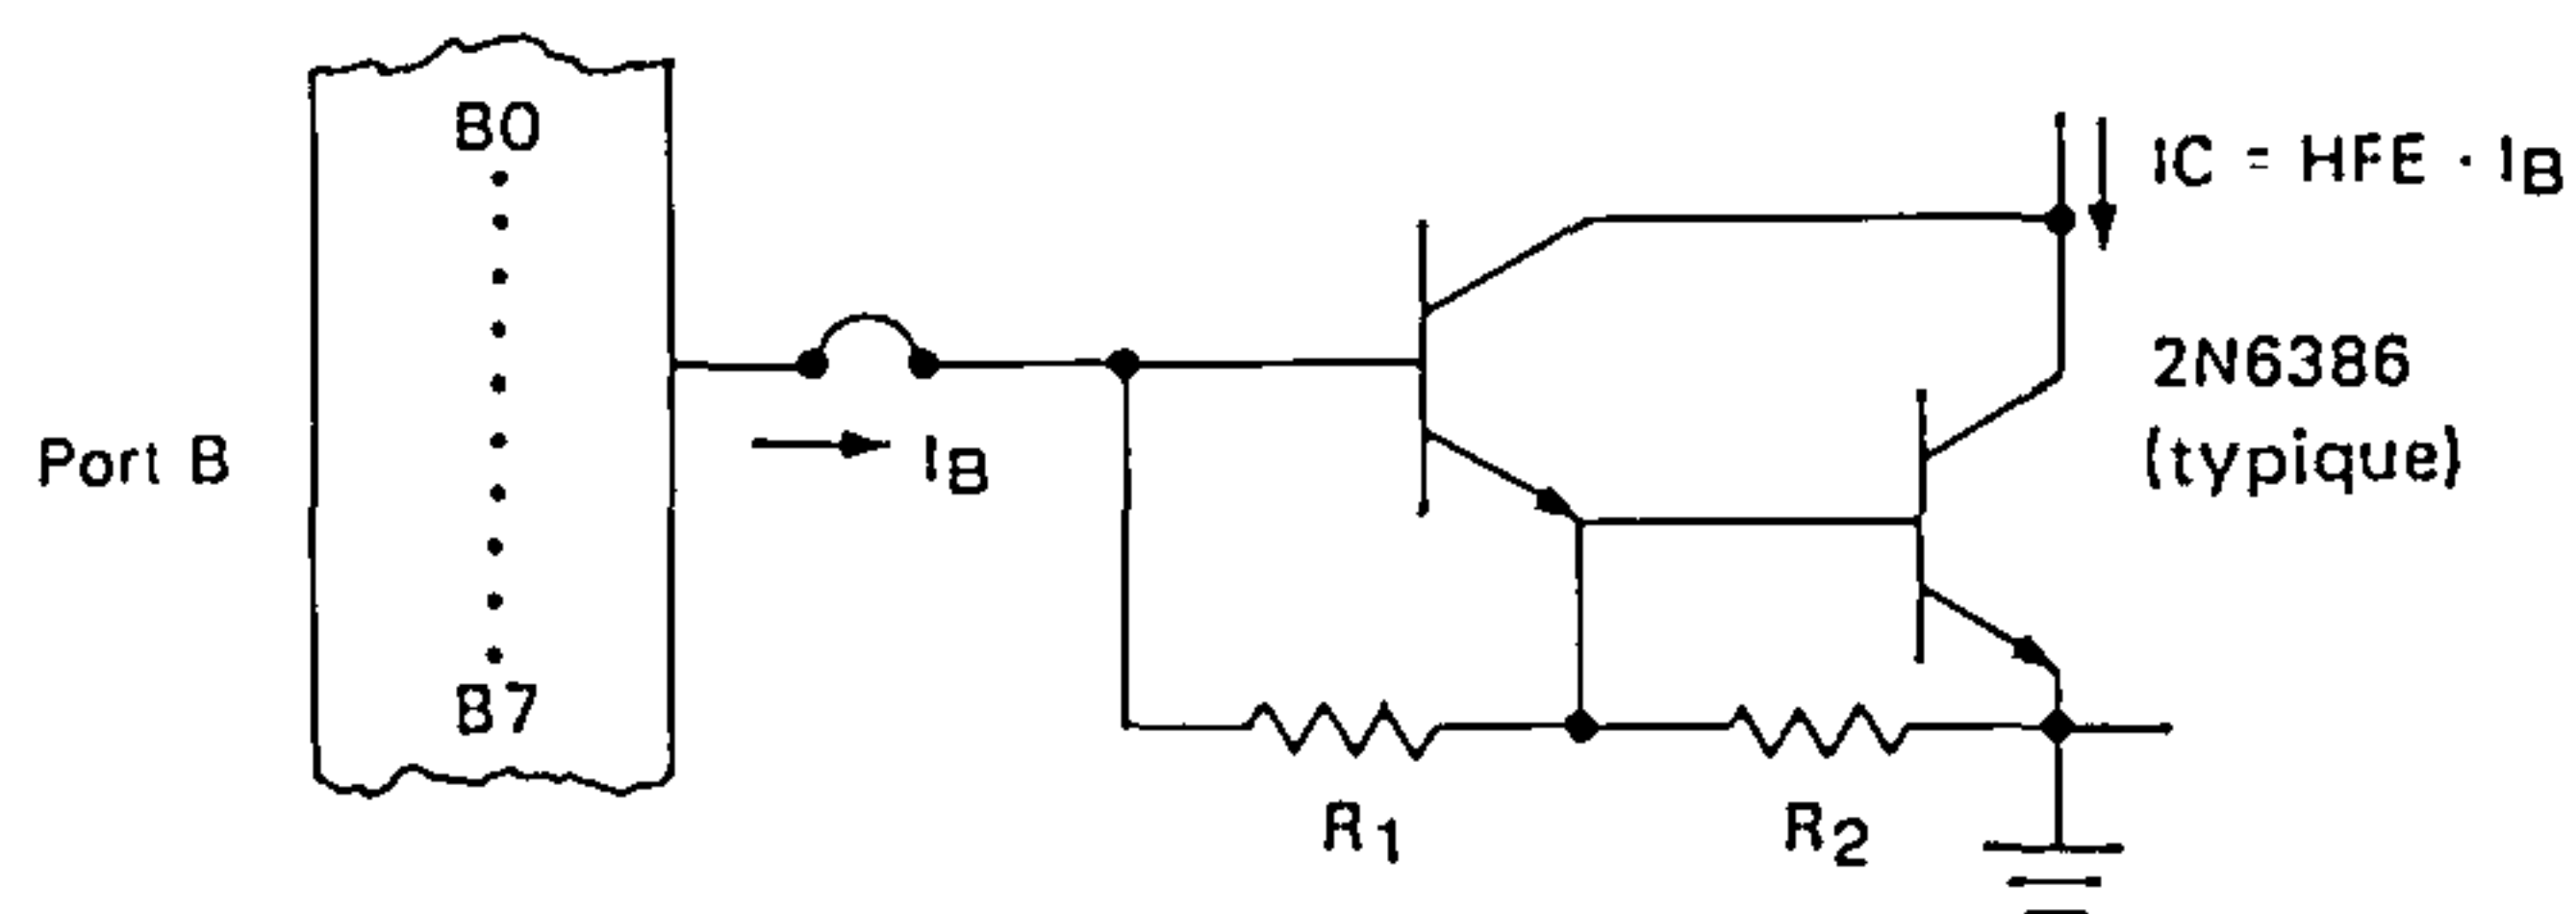 B0
IC = HFE · IB
2N6386
(typique)
Port B
IB
B7
R1
R2